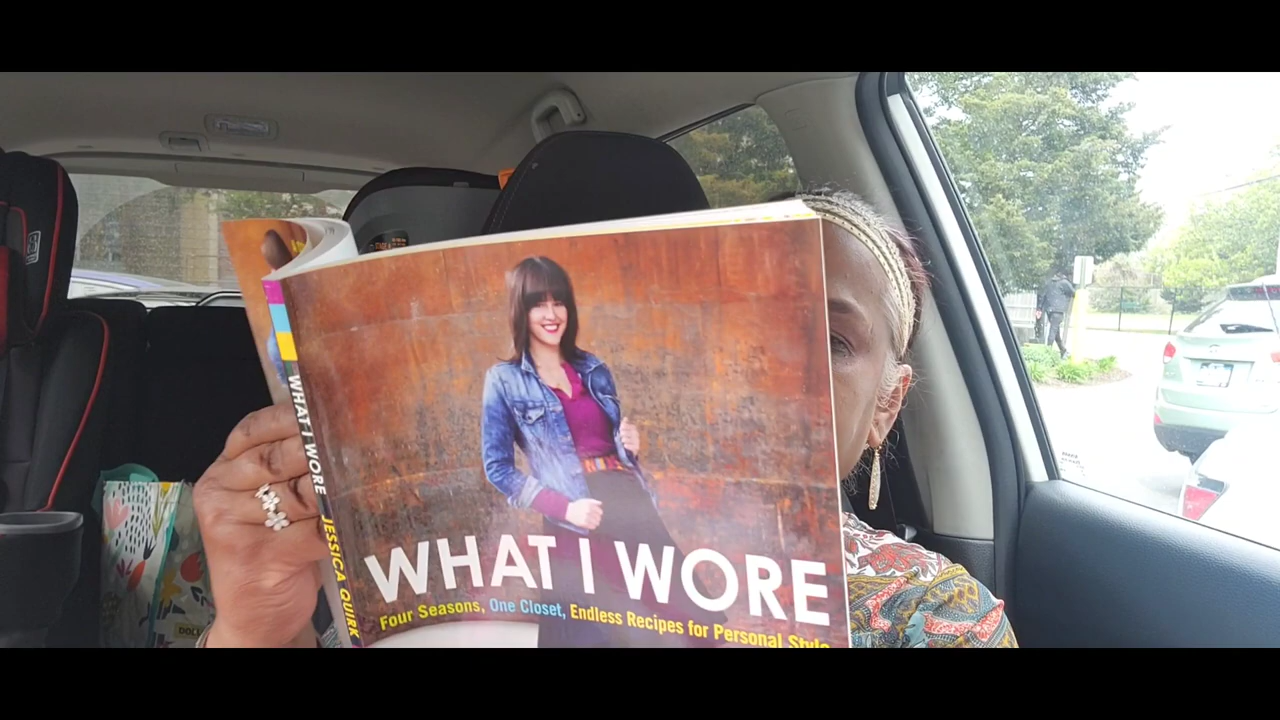 WHAT I WORE
JESSICA QUIRK
WHAT I WORE
Four Seasons, One Closet, Endless Recipes for Personal Style